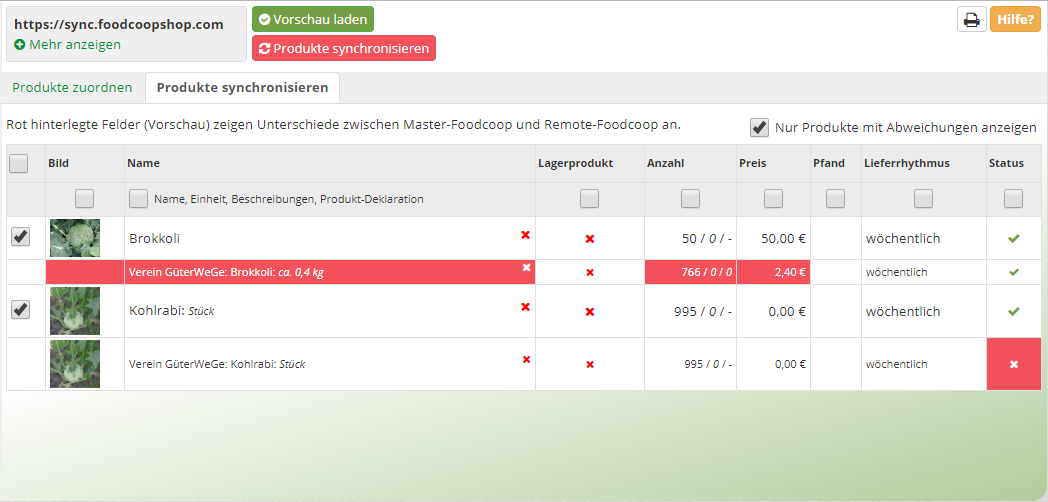 https://sync.foodcoopshop.com
Mehr anzeigen
Vorschau laden
Produkte synchronisieren
Hilfe?
Produkte zuordnen
Produkte synchronisieren
Rot hinterlegte Felder (Vorschau) zeigen Unterschiede zwischen Master-Foodcoop und Remote-Foodcoop an.
Nur Produkte mit Abweichungen anzeigen
Bild Name Lagerprodukt Anzahl Preis Pfand Lieferrhythmus Status
Name, Einheit, Beschreibungen, Produkt-Deklaration
Brokkoli 50 / 0 / - 50,00 € wöchentlich
Verein GüterWeGe: Brokkoli: ca. 0,4 kg 766 / 0 / 0 2,40 € wöchentlich
Kohlrabi: Stück 995 / 0 / - 0,00 € wöchentlich
Verein GüterWeGe: Kohlrabi: Stück 995 / 0 / - 0,00 € wöchentlich